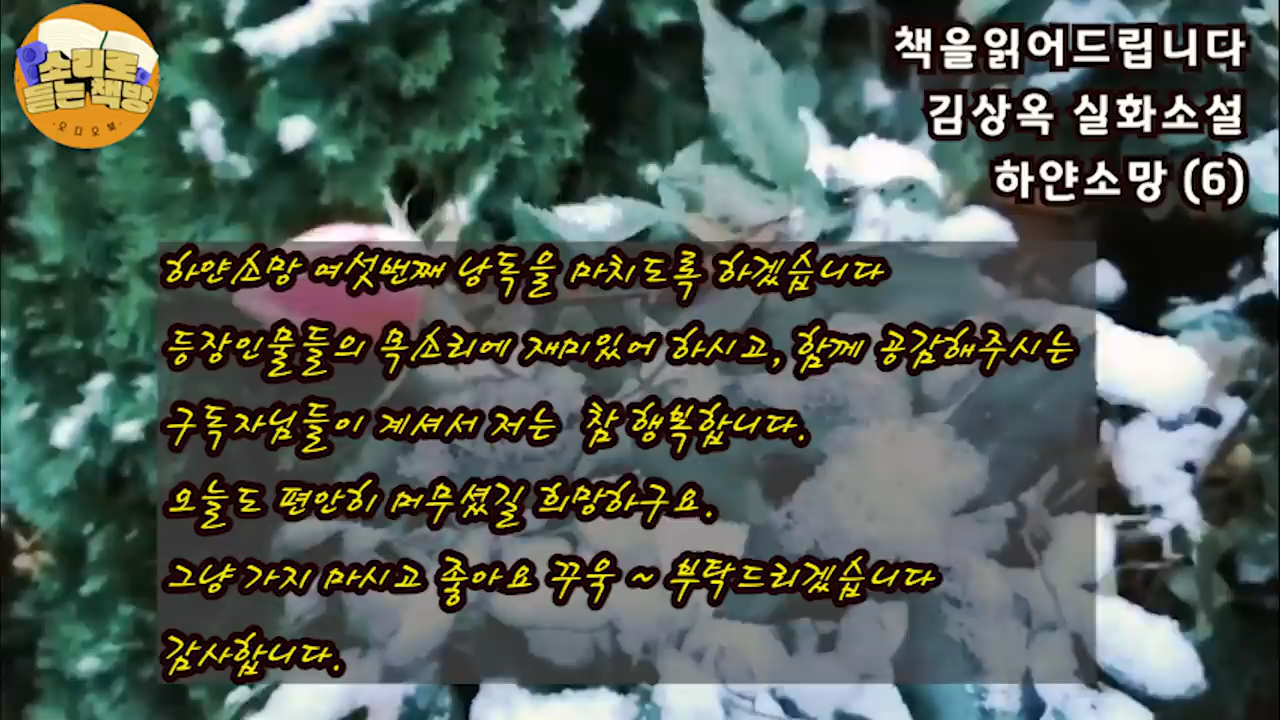 소리로
듣는 책방
·오디오북·
책을읽어드립니다
김상옥 실화소설
하얀소망 (6)
하얀소망 여섯번째 낭독을 마치도록 하겠습니다
등장인물들의 목소리에 재미있어 하시고, 함께 공감해주시는
구독자님들이 계셔서 저는 참 행복합니다.
오늘도 편안히 머무셨길 희망하구요.
그냥 가지 마시고 좋아요 꾸욱 ~ 부탁드리겠습니다
감사합니다.